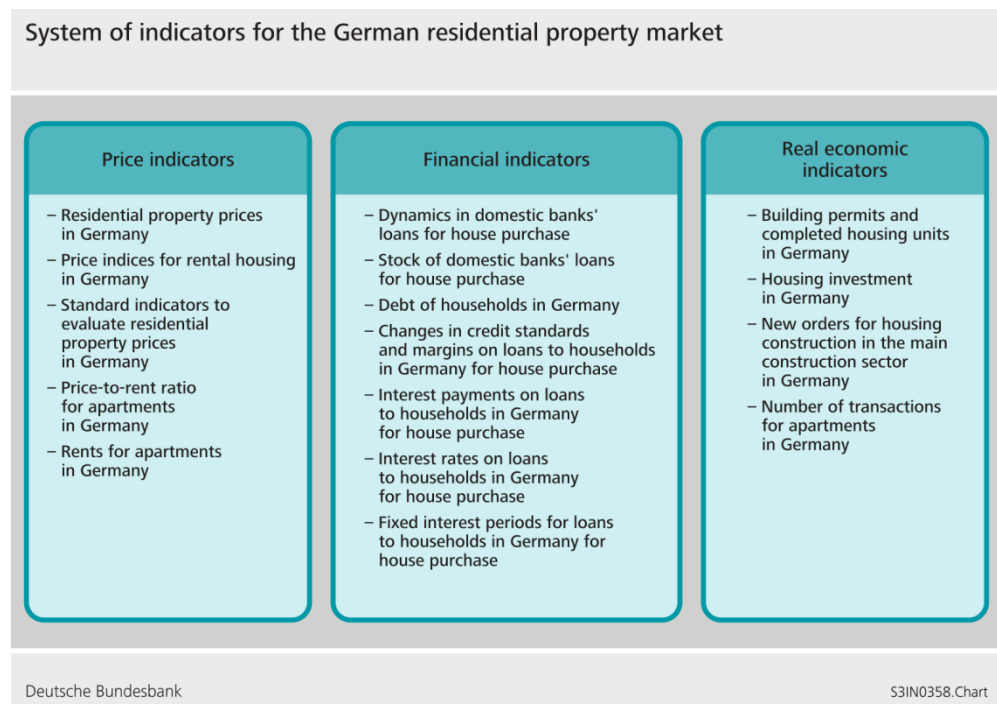 System of indicators for the German residential property market
Price indicators
– Residential property prices
in Germany
– Price indices for rental housing
in Germany
– Standard indicators to
evaluate residential
property prices
in Germany
– Price-to-rent ratio
for apartments
in Germany
– Rents for apartments
in Germany
Financial indicators
– Dynamics in domestic banks'
loans for house purchase
– Stock of domestic banks' loans
for house purchase
– Debt of households in Germany
– Changes in credit standards
and margins on loans to households
in Germany for house purchase
– Interest payments on loans
to households in Germany
for house purchase
– Interest rates on loans
to households in Germany
for house purchase
– Fixed interest periods for loans
to households in Germany for
house purchase
Real economic
indicators
– Building permits and
completed housing units
in Germany
– Housing investment
in Germany
– New orders for housing
construction in the main
construction sector
in Germany
– Number of transactions
for apartments
in Germany
Deutsche Bundesbank
S3IN0358.Chart